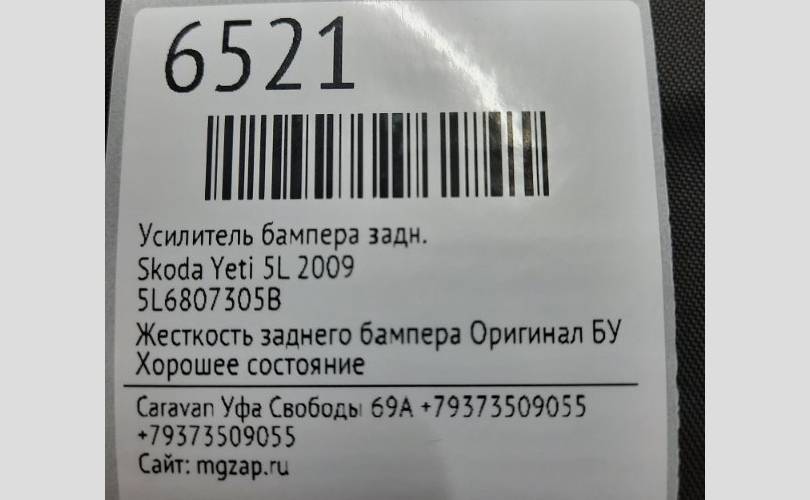 6521
Усилитель бампера задн.
Skoda Yeti 5L 2009
5L6807305B
Жесткость заднего бампера Оригинал БУ
Хорошее состояние
Caravan Уфа Свободы 69А +79373509055
+79373509055
Сайт: mgzap.ru